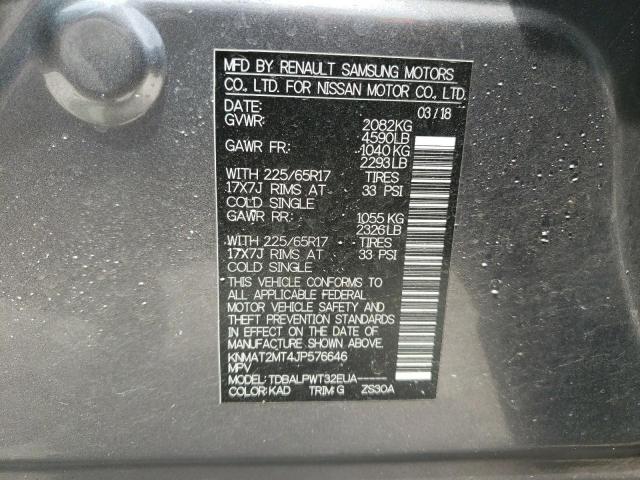 MFD BY RENAULT SAMSUNG MOTORS
CO., LTD. FOR NISSAN MOTOR CO., LTD.
DATE: 03/18
GVWR: 2082KG
4590LB
GAWR FR: 1040 KG
2293LB
WITH 225/65R17 TIRES
17X7J RIMS AT 33 PSI
COLD SINGLE
GAWR RR: 1055 KG
2326LB
WITH 225/65R17 TIRES
17X7J RIMS AT 33 PSI
COLD SINGLE
THIS VEHICLE CONFORMS TO
ALL APPLICABLE FEDERAL
MOTOR VEHICLE SAFETY AND
THEFT PREVENTION STANDARDS
IN EFFECT ON THE DATE OF
MANUFACT. SHOWN ABOVE.
KNMAT2MT4JP576646
MPV
MODEL: TDBALPWT32EUA-----
COLOR: KAD TRIM: G ZS30A